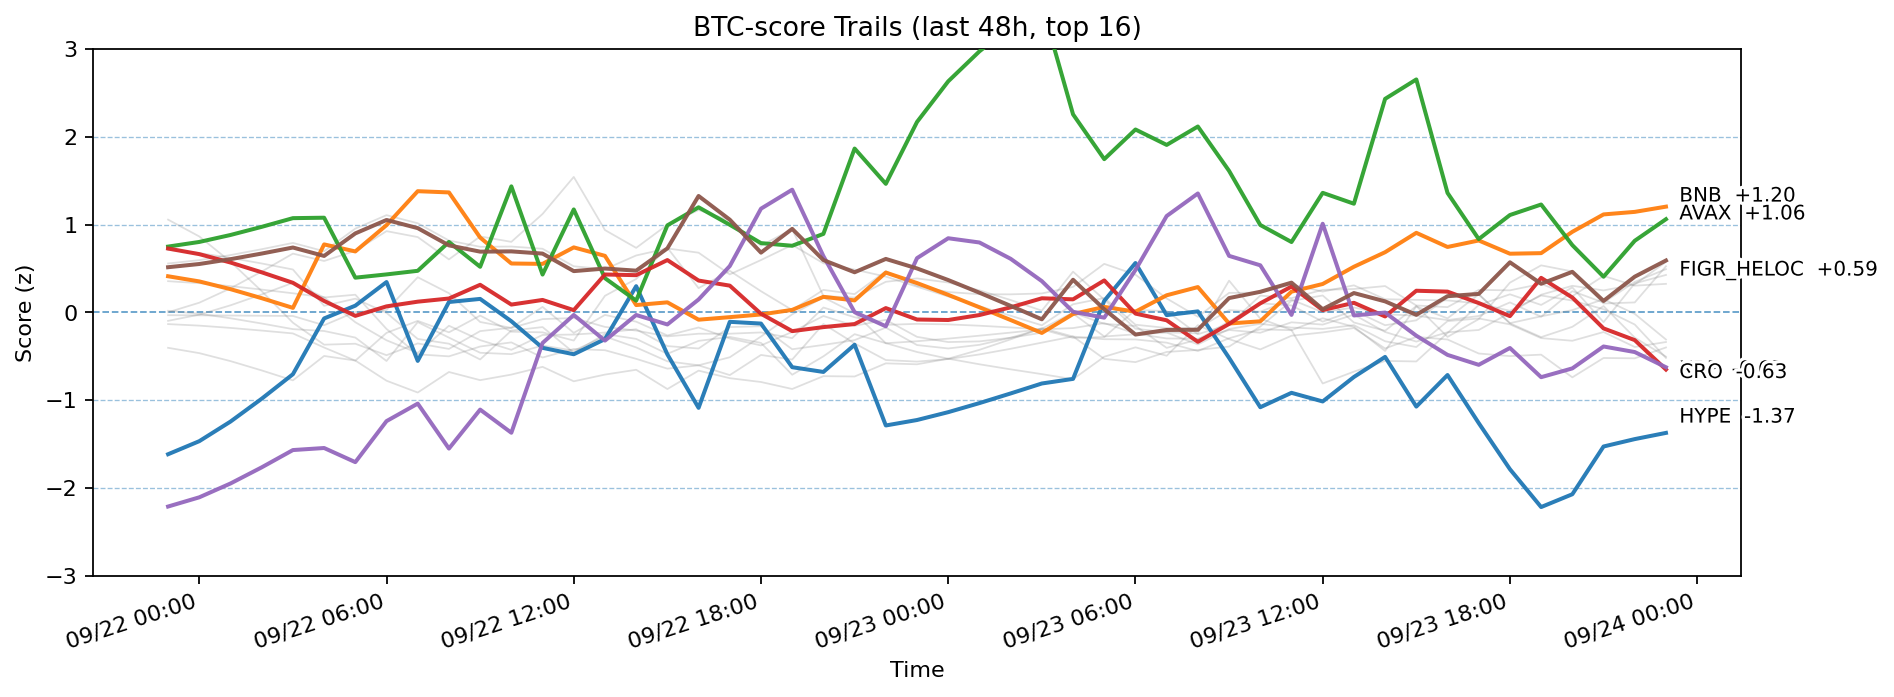 BTC-score Trails (last 48h, top 16)
Score (z)
3
2
1
0
−1
−2
−3
BNB +1.20
AVAX +1.06
FIGR_HELOC +0.59
CRO -0.63
HYPE -1.37
09/22 00:00
09/22 06:00
09/22 12:00
09/22 18:00
09/23 00:00
09/23 06:00
09/23 12:00
09/23 18:00
09/24 00:00
Time